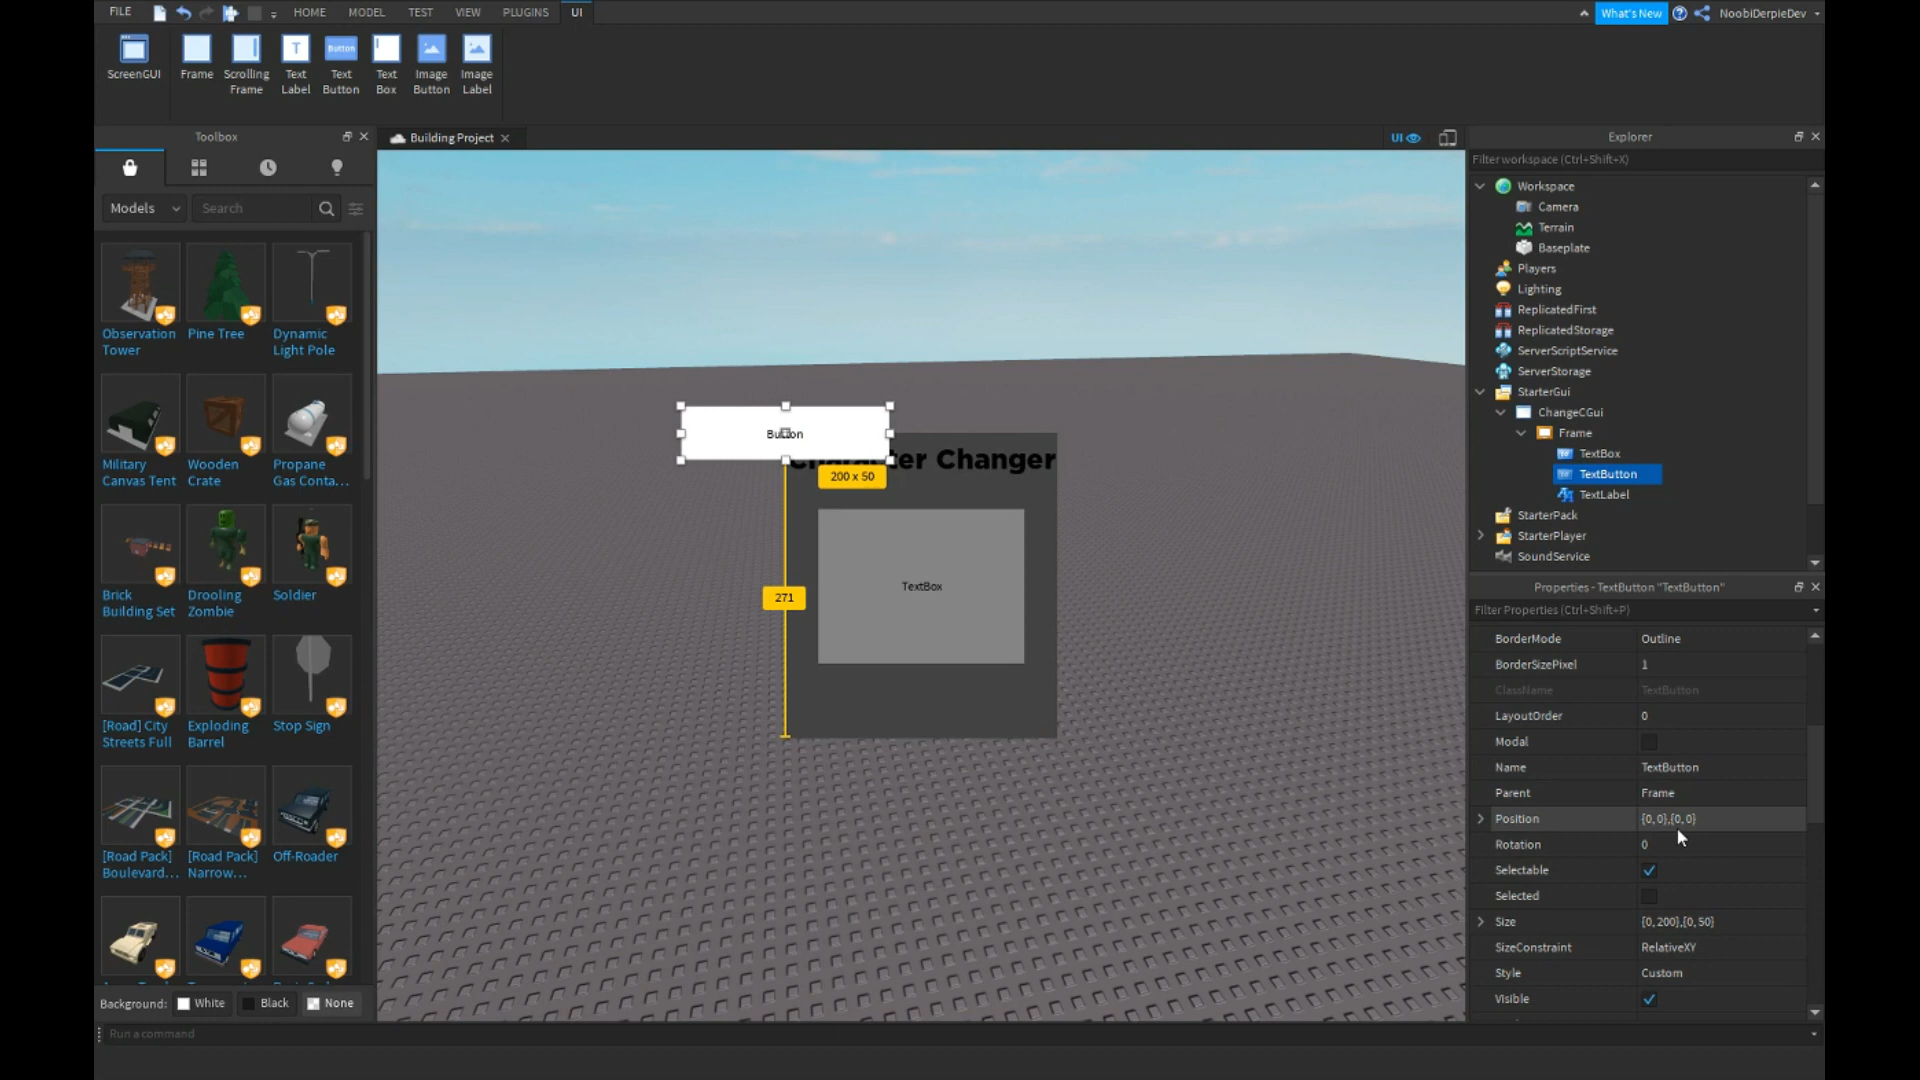 FILE HOME MODEL TEST VIEW PLUGINS UI What's New NoobiDerpieDev
ScreenGUI Frame Scrolling Frame Text Label Button Text Button Text Box Image Button Image Label
Toolbox
Building Project
UI
Explorer
Models Search
Filter workspace (Ctrl+Shift+X)
Observation Tower
Pine Tree
Dynamic Light Pole
Military Canvas Tent
Wooden Crate
Propane Gas Conta...
Brick Building Set
Drooling Zombie
Soldier
[Road] City Streets Full
Exploding Barrel
Stop Sign
[Road Pack] Boulevard...
[Road Pack] Narrow...
Off-Roader
Background: White Black None
Run a command
Button
Character Changer
200 x 50
TextBox
271
Workspace
Camera
Terrain
Baseplate
Players
Lighting
ReplicatedFirst
ReplicatedStorage
ServerScriptService
ServerStorage
StarterGui
ChangeCGui
Frame
TextBox
TextButton
TextLabel
StarterPack
StarterPlayer
SoundService
Properties - TextButton "TextButton"
Filter Properties (Ctrl+Shift+P)
BorderMode Outline
BorderSizePixel 1
ClassName TextButton
LayoutOrder 0
Modal
Name TextButton
Parent Frame
Position {0, 0},{0, 0}
Rotation 0
Selectable
Selected
Size {0, 200},{0, 50}
SizeConstraint RelativeXY
Style Custom
Visible